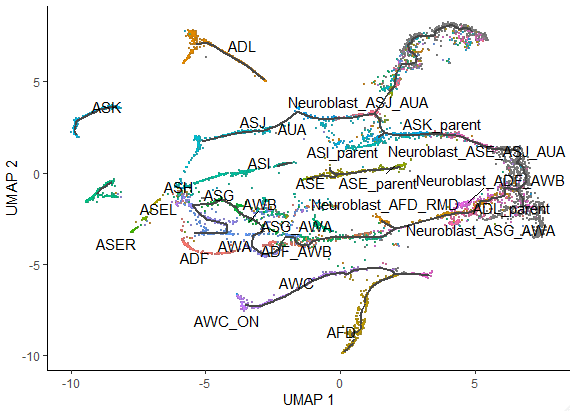 ADL
5
ASK
Neuroblast_ASJ_AUA
ASJ
AUA
ASK_parent
Neuroblast_ASE_ASJ_AUA
ASI_parent
ASI
0
ASE
ASE_parent
Neuroblast_ADF_AWB
ASH
ASG
AWB
Neuroblast_AFD_RMD
ADL_parent
ASEL
ASER
ASG_AWA
Neuroblast_ASG_AWA
AWA
ADF_AWB
ADF
-5
AWC
AWC_ON
AFD
-10
-10
-5
0
5
UMAP 1
UMAP 2